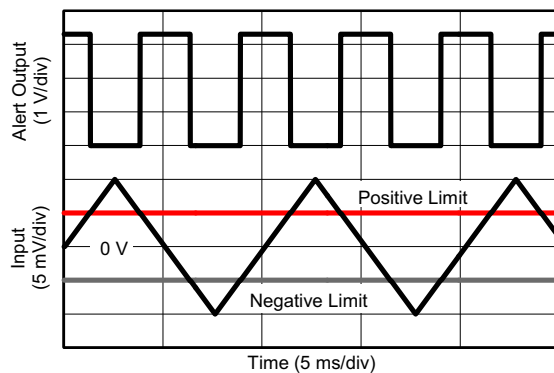 Alert Output
(1 V/div)
Positive Limit
Input
(5 mV/div)
0 V
Negative Limit
Time (5 ms/div)